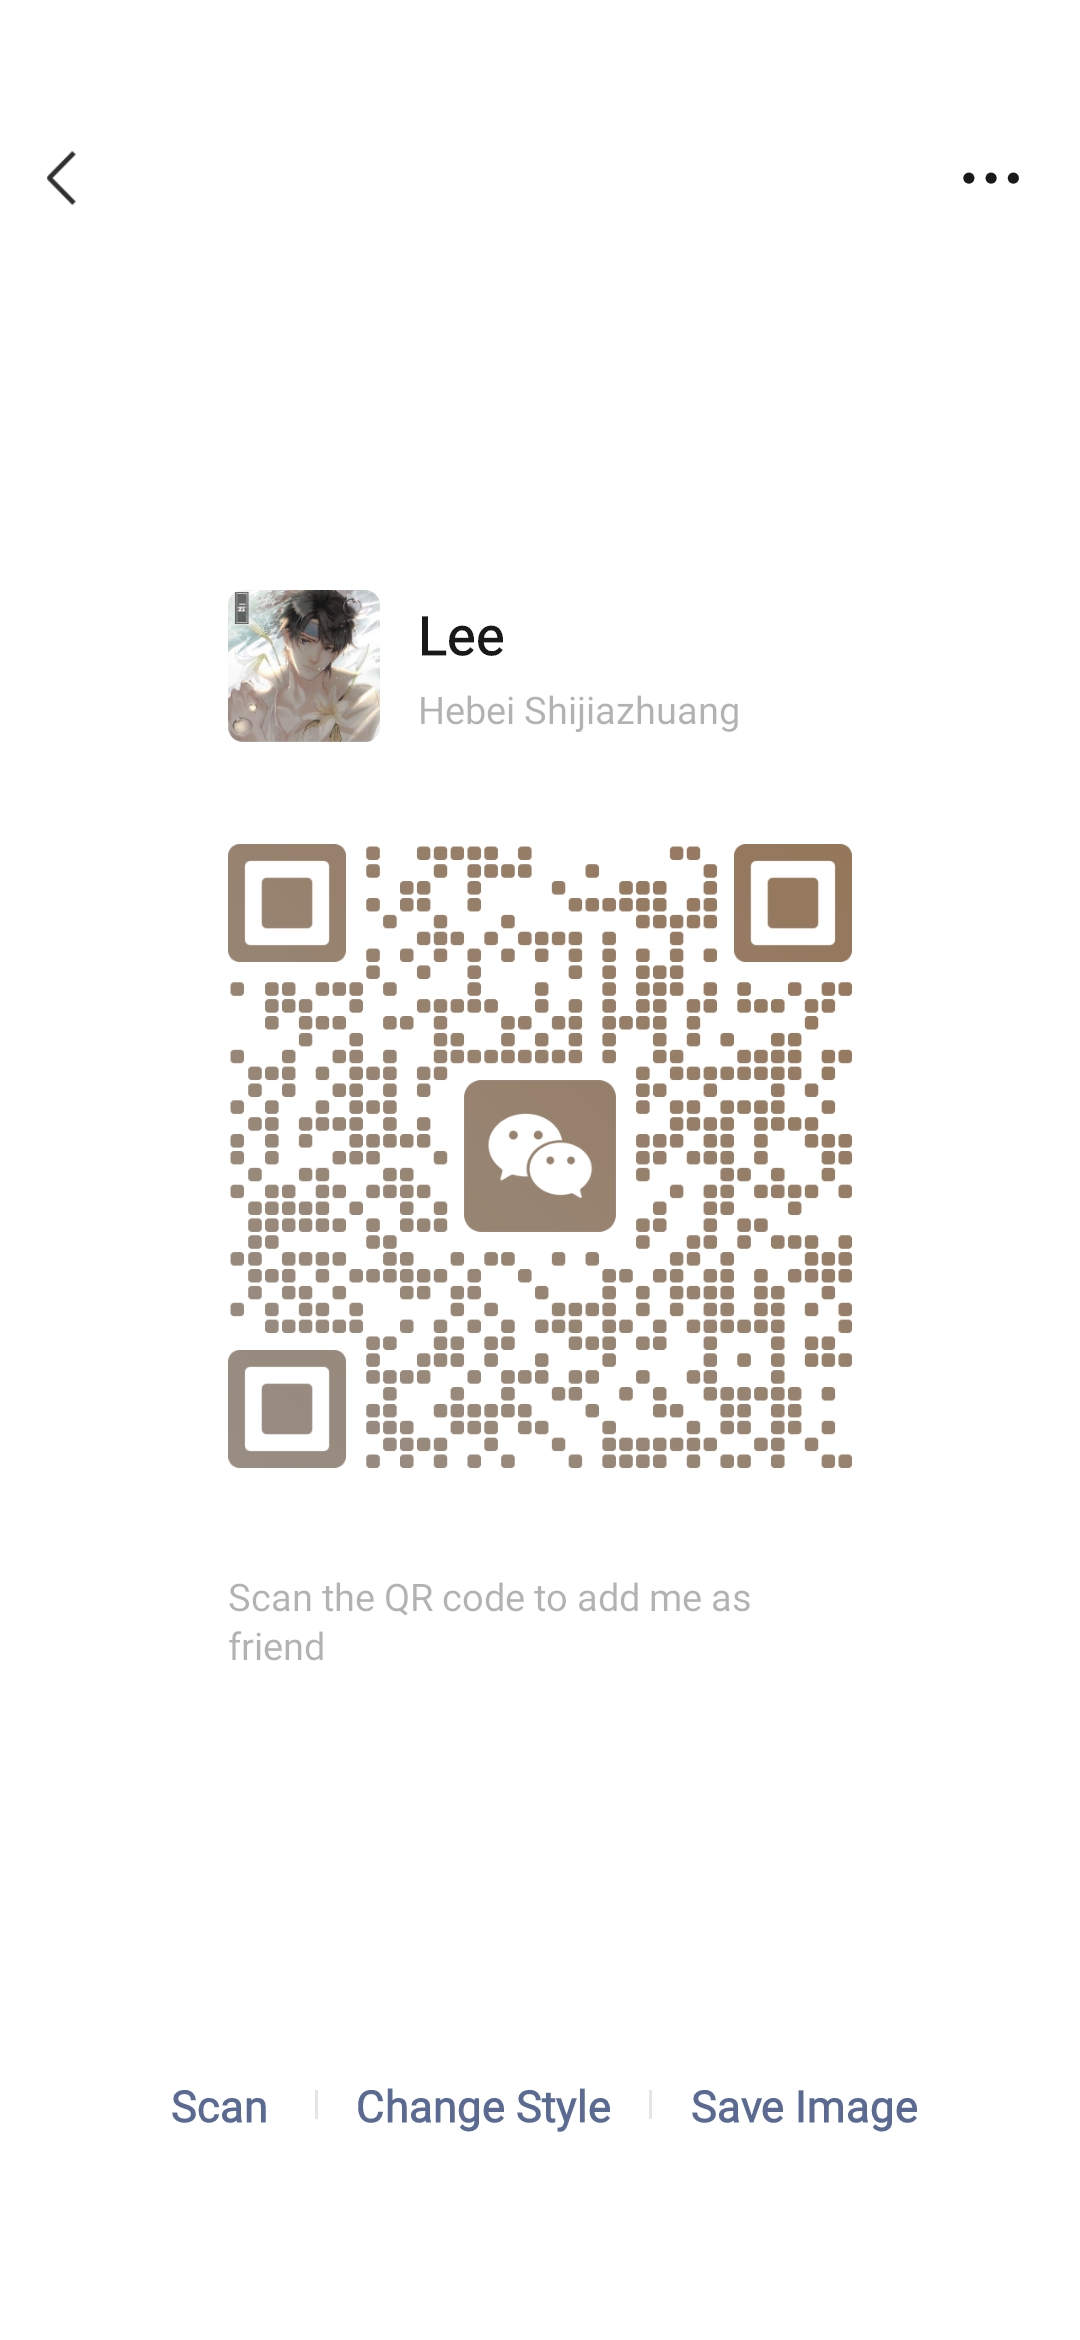 Lee
Hebei Shijiazhuang
Scan the QR code to add me as
friend
Scan
Change Style
Save Image